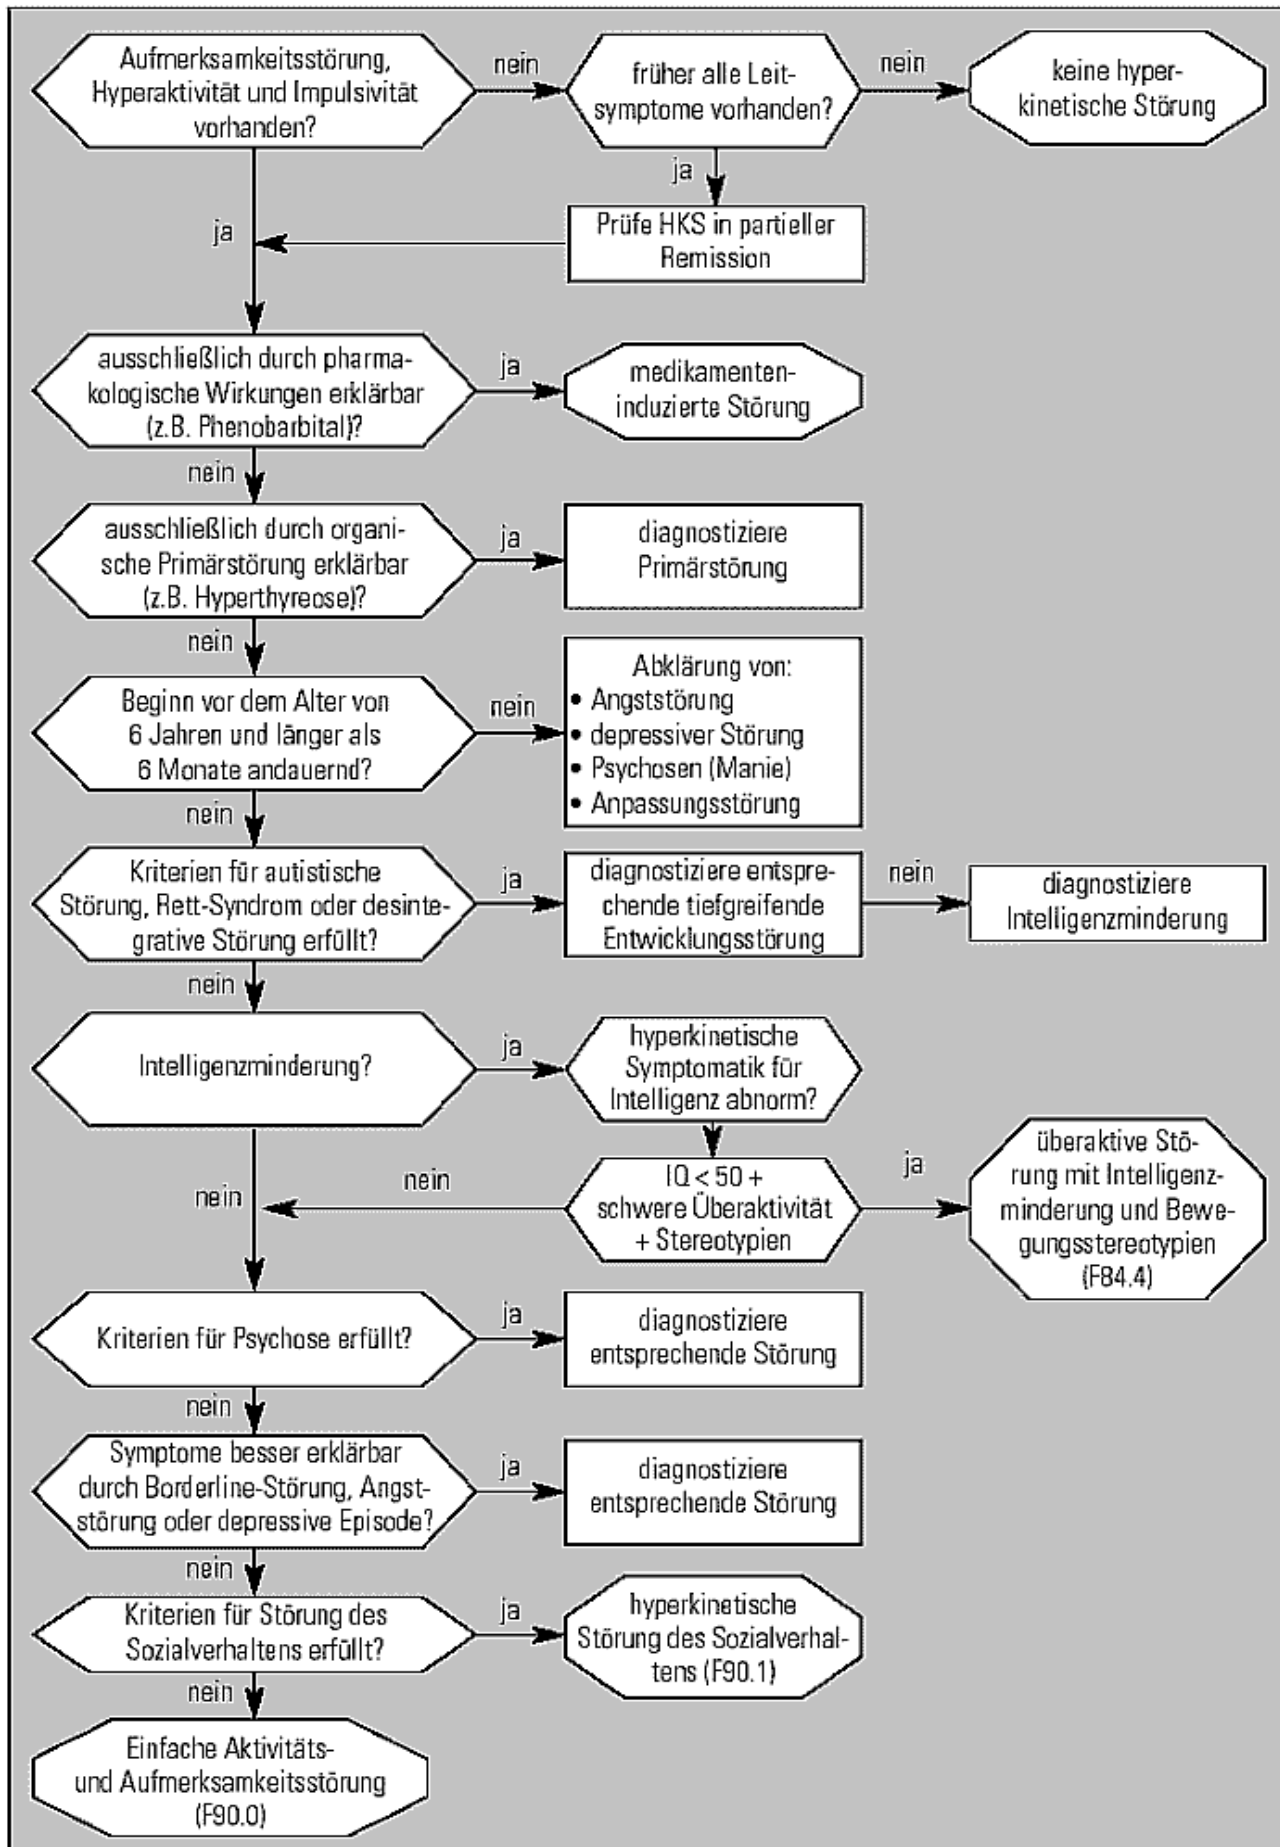 Aufmerksamkeitsstörung,
Hyperaktivität und Impulsivität
vorhanden?
nein
früher alle Leit-
symptome vorhanden?
nein
keine hyper-
kinetische Störung
ja
ja
Prüfe HKS in partieller
Remission
ausschließlich durch pharma-
kologische Wirkungen erklärbar
(z.B. Phenobarbital)?
ja
medikamenten-
induzierte Störung
nein
ausschließlich durch organi-
sche Primärstörung erklärbar
(z.B. Hyperthyreose)?
ja
diagnostiziere
Primärstörung
nein
Beginn vor dem Alter von
6 Jahren und länger als
6 Monate andauernd?
nein
Abklärung von:
• Angststörung
• depressiver Störung
• Psychosen (Manie)
• Anpassungsstörung
nein
Kriterien für autistische
Störung, Rett-Syndrom oder desinte-
grative Störung erfüllt?
ja
diagnostiziere entspre-
chende tiefgreifende
Entwicklungsstörung
nein
diagnostiziere
Intelligenzminderung
nein
Intelligenzminderung?
ja
hyperkinetische
Symptomatik für
Intelligenz abnorm?
nein
nein
IQ < 50 +
schwere Überaktivität
+ Stereotypien
ja
überaktive Stö-
rung mit Intelligenz-
minderung und Bewe-
gungsstereotypien
(F84.4)
Kriterien für Psychose erfüllt?
ja
diagnostiziere
entsprechende Störung
nein
Symptome besser erklärbar
durch Borderline-Störung, Angst-
störung oder depressive Episode?
ja
diagnostiziere
entsprechende Störung
nein
Kriterien für Störung des
Sozialverhaltens erfüllt?
ja
hyperkinetische
Störung des Sozialverhal-
tens (F90.1)
nein
Einfache Aktivitäts-
und Aufmerksamkeitsstörung
(F90.0)